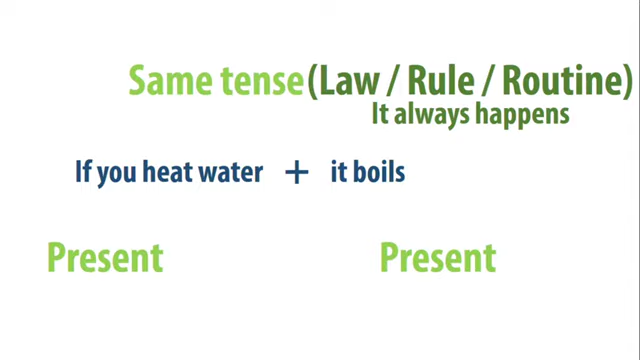 Same tense (Law / Rule / Routine)
It always happens
If you heat water + it boils
Present Present